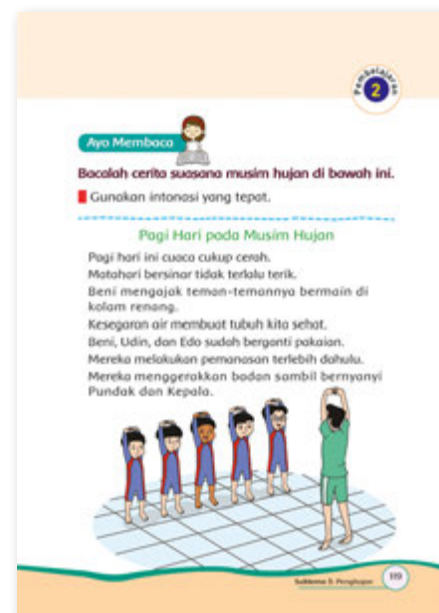 Pembelajaran
2
Ayo Membaca
Bacalah cerita suasana musim hujan di bawah ini.
Gunakan intonasi yang tepat.
Pagi Hari pada Musim Hujan
Pagi hari ini cuaca cukup cerah.
Matahari bersinar tidak terlalu terik.
Beni mengajak teman-temannya bermain di
kolam renang.
Kesegaran air membuat tubuh kita sehat.
Beni, Udin, dan Edo sudah berganti pakaian.
Mereka melakukan pemanasan terlebih dahulu.
Mereka menggerakkan badan sambil bernyanyi
Pundak dan Kepala.
Subtema 3: Penghujan
119